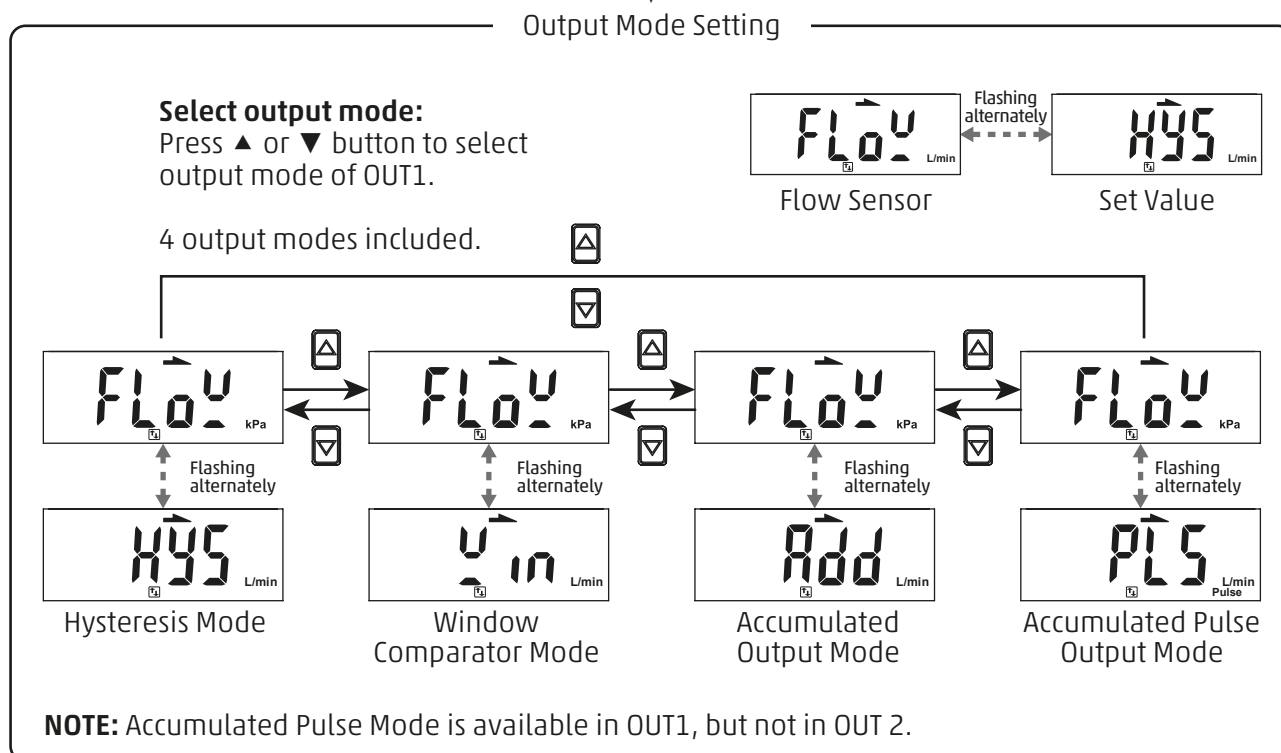 Output Mode Setting
Select output mode:
Press ▲ or ▼ button to select
output mode of OUT1.
4 output modes included.
FLow
L/min
Flow Sensor
Flashing
alternately
HYS
L/min
Set Value
FLow
kPa
FLow
kPa
FLow
kPa
FLow
kPa
Flashing
alternately
Flashing
alternately
Flashing
alternately
Flashing
alternately
HYS
L/min
Hysteresis Mode
win
L/min
Window
Comparator Mode
Add
L/min
Accumulated
Output Mode
PLS
L/min
Pulse
Accumulated Pulse
Output Mode
NOTE: Accumulated Pulse Mode is available in OUT1, but not in OUT 2.